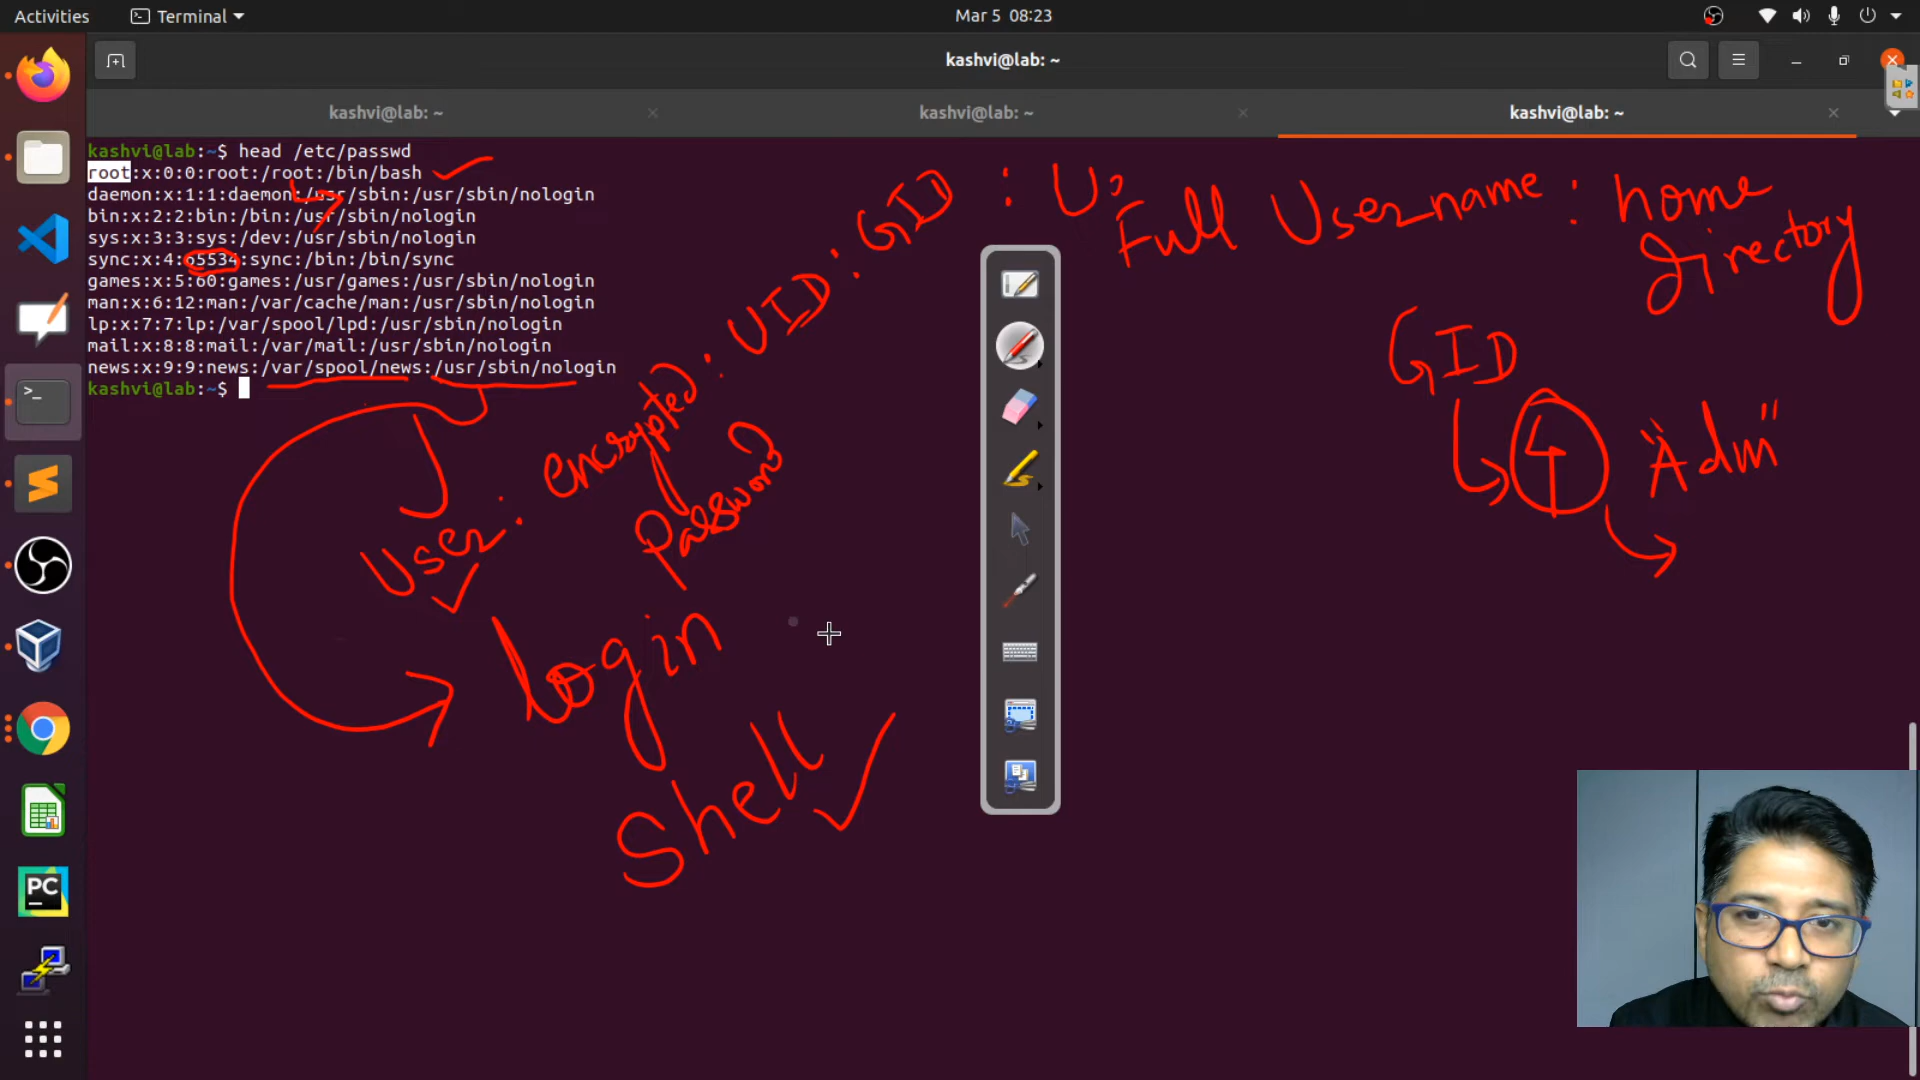 Activities
Terminal
Mar 5 08:23
kashvi@lab: ~
kashvi@lab: ~
kashvi@lab: ~
kashvi@lab: ~
kashvi@lab:~$ head /etc/passwd
root:x:0:0:root:/root:/bin/bash
daemon:x:1:1:daemon:/usr/sbin:/usr/sbin/nologin
bin:x:2:2:bin:/bin:/usr/sbin/nologin
sys:x:3:3:sys:/dev:/usr/sbin/nologin
sync:x:4:65534:sync:/bin:/bin/sync
games:x:5:60:games:/usr/games:/usr/sbin/nologin
man:x:6:12:man:/var/cache/man:/usr/sbin/nologin
lp:x:7:7:lp:/var/spool/lpd:/usr/sbin/nologin
mail:x:8:8:mail:/var/mail:/usr/sbin/nologin
news:x:9:9:news:/var/spool/news:/usr/sbin/nologin
kashvi@lab:~$
User : encrypted : UID : GID : Us
Password
Full Username : home
directory
GID
4 "Adm"
login
Shell
PC